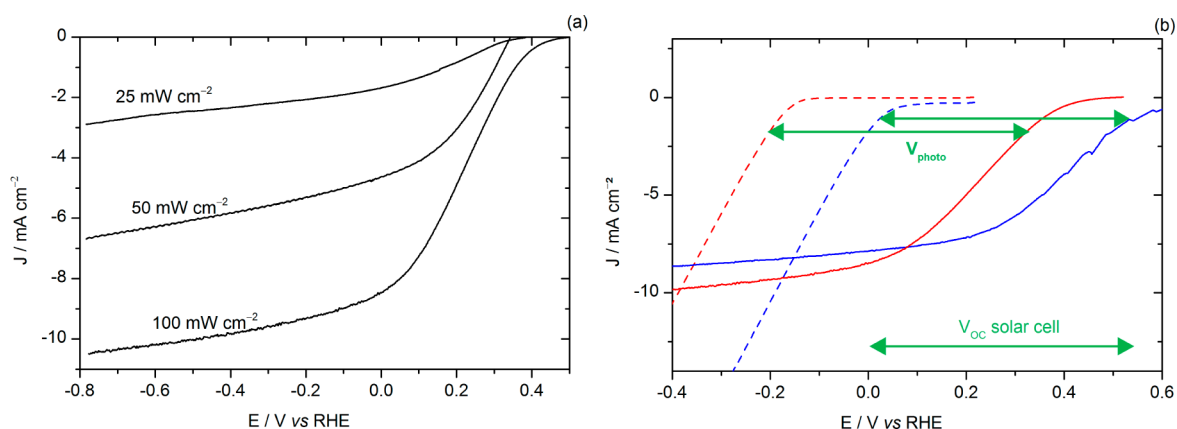 (a)
0
-2
-4
-6
-8
-10
J / mA cm⁻²
25 mW cm⁻²
50 mW cm⁻²
100 mW cm⁻²
-0.8 -0.6 -0.4 -0.2 0.0 0.2 0.4
E / V vs RHE
(b)
0
-5
-10
J / mA cm⁻²
Vphoto
VOC solar cell
-0.4 -0.2 0.0 0.2 0.4 0.6
E / V vs RHE